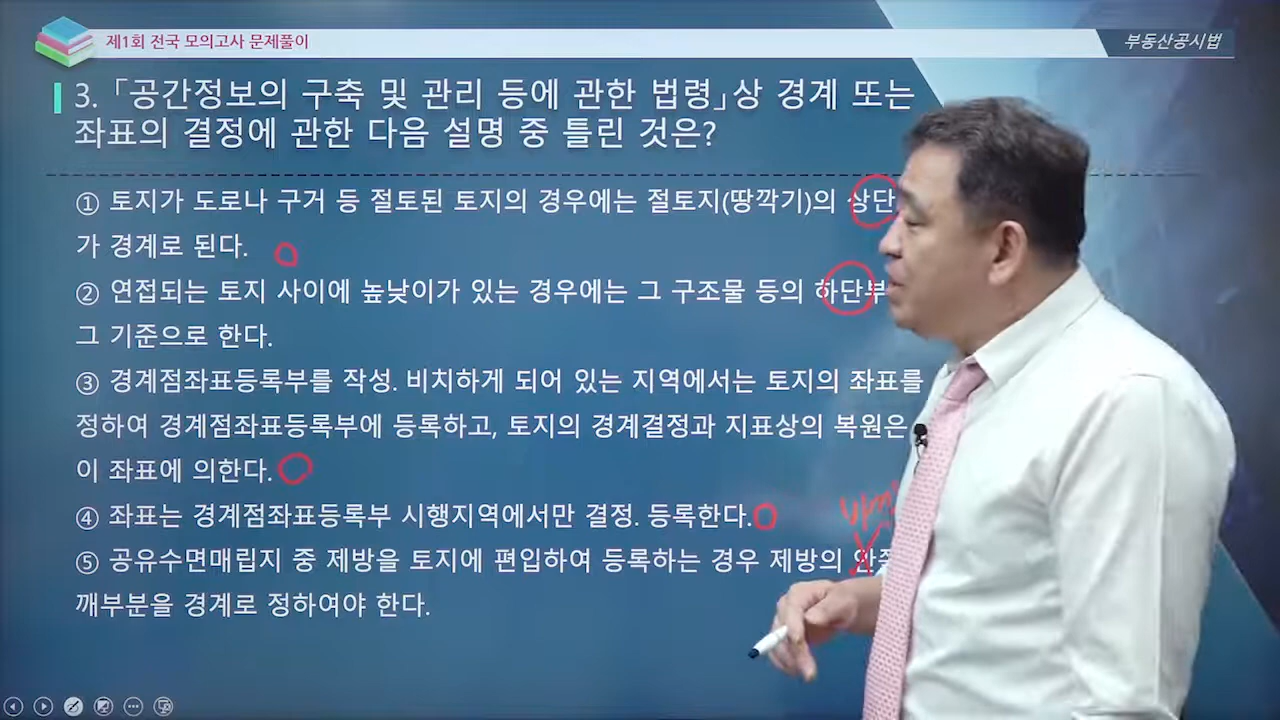 제1회 전국 모의고사 문제풀이
부동산공시법
3. 「공간정보의 구축 및 관리 등에 관한 법령」상 경계 또는
좌표의 결정에 관한 다음 설명 중 틀린 것은?
① 토지가 도로나 구거 등 절토된 토지의 경우에는 절토지(땅깍기)의 상단
가 경계로 된다.
② 연접되는 토지 사이에 높낮이가 있는 경우에는 그 구조물 등의 하단부
그 기준으로 한다.
③ 경계점좌표등록부를 작성. 비치하게 되어 있는 지역에서는 토지의 좌표를
정하여 경계점좌표등록부에 등록하고, 토지의 경계결정과 지표상의 복원은
이 좌표에 의한다.
④ 좌표는 경계점좌표등록부 시행지역에서만 결정. 등록한다.
⑤ 공유수면매립지 중 제방을 토지에 편입하여 등록하는 경우 제방의 안쪽
깨부분을 경계로 정하여야 한다.